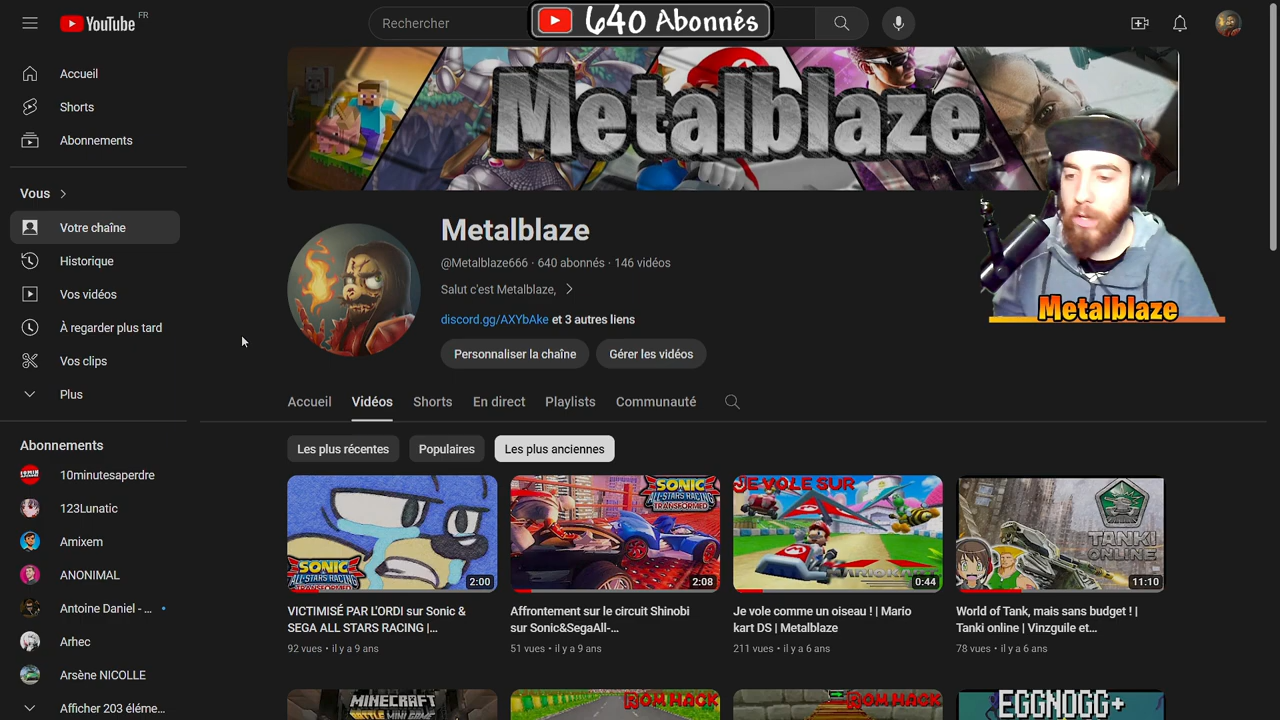 YouTube FR
Rechercher
640 Abonnés
Accueil
Shorts
Abonnements
Vous
Votre chaîne
Historique
Vos vidéos
À regarder plus tard
Vos clips
Plus
Abonnements
10minutesaperdre
123Lunatic
Amixem
ANONIMAL
Antoine Daniel - ...
Arhec
Arsène NICOLLE
Afficher 203 éléme...
Metalblaze
Metalblaze
@Metalblaze666 · 640 abonnés · 146 vidéos
Salut c'est Metalblaze,
discord.gg/AXYbAke et 3 autres liens
Personnaliser la chaîne
Gérer les vidéos
Metalblaze
Accueil
Vidéos
Shorts
En direct
Playlists
Communauté
Les plus récentes
Populaires
Les plus anciennes
SONIC
2:00
VICTIMISÉ PAR L'ORDI sur Sonic &
SEGA ALL STARS RACING |...
92 vues • il y a 9 ans
SONIC
ALL-STARS RACING
TRANSFORMED
2:08
Affrontement sur le circuit Shinobi
sur Sonic&SegaAll-...
51 vues • il y a 9 ans
JE VOLE SUR
MARIOKART
0:44
Je vole comme un oiseau ! | Mario
kart DS | Metalblaze
211 vues • il y a 6 ans
TANKI
ONLINE
11:10
World of Tank, mais sans budget ! |
Tanki online | Vinzguile et...
78 vues • il y a 6 ans
MINECRAFT
BATTLE MINI GAME
ROM HACK
ROM HACK
EGGNOGG+